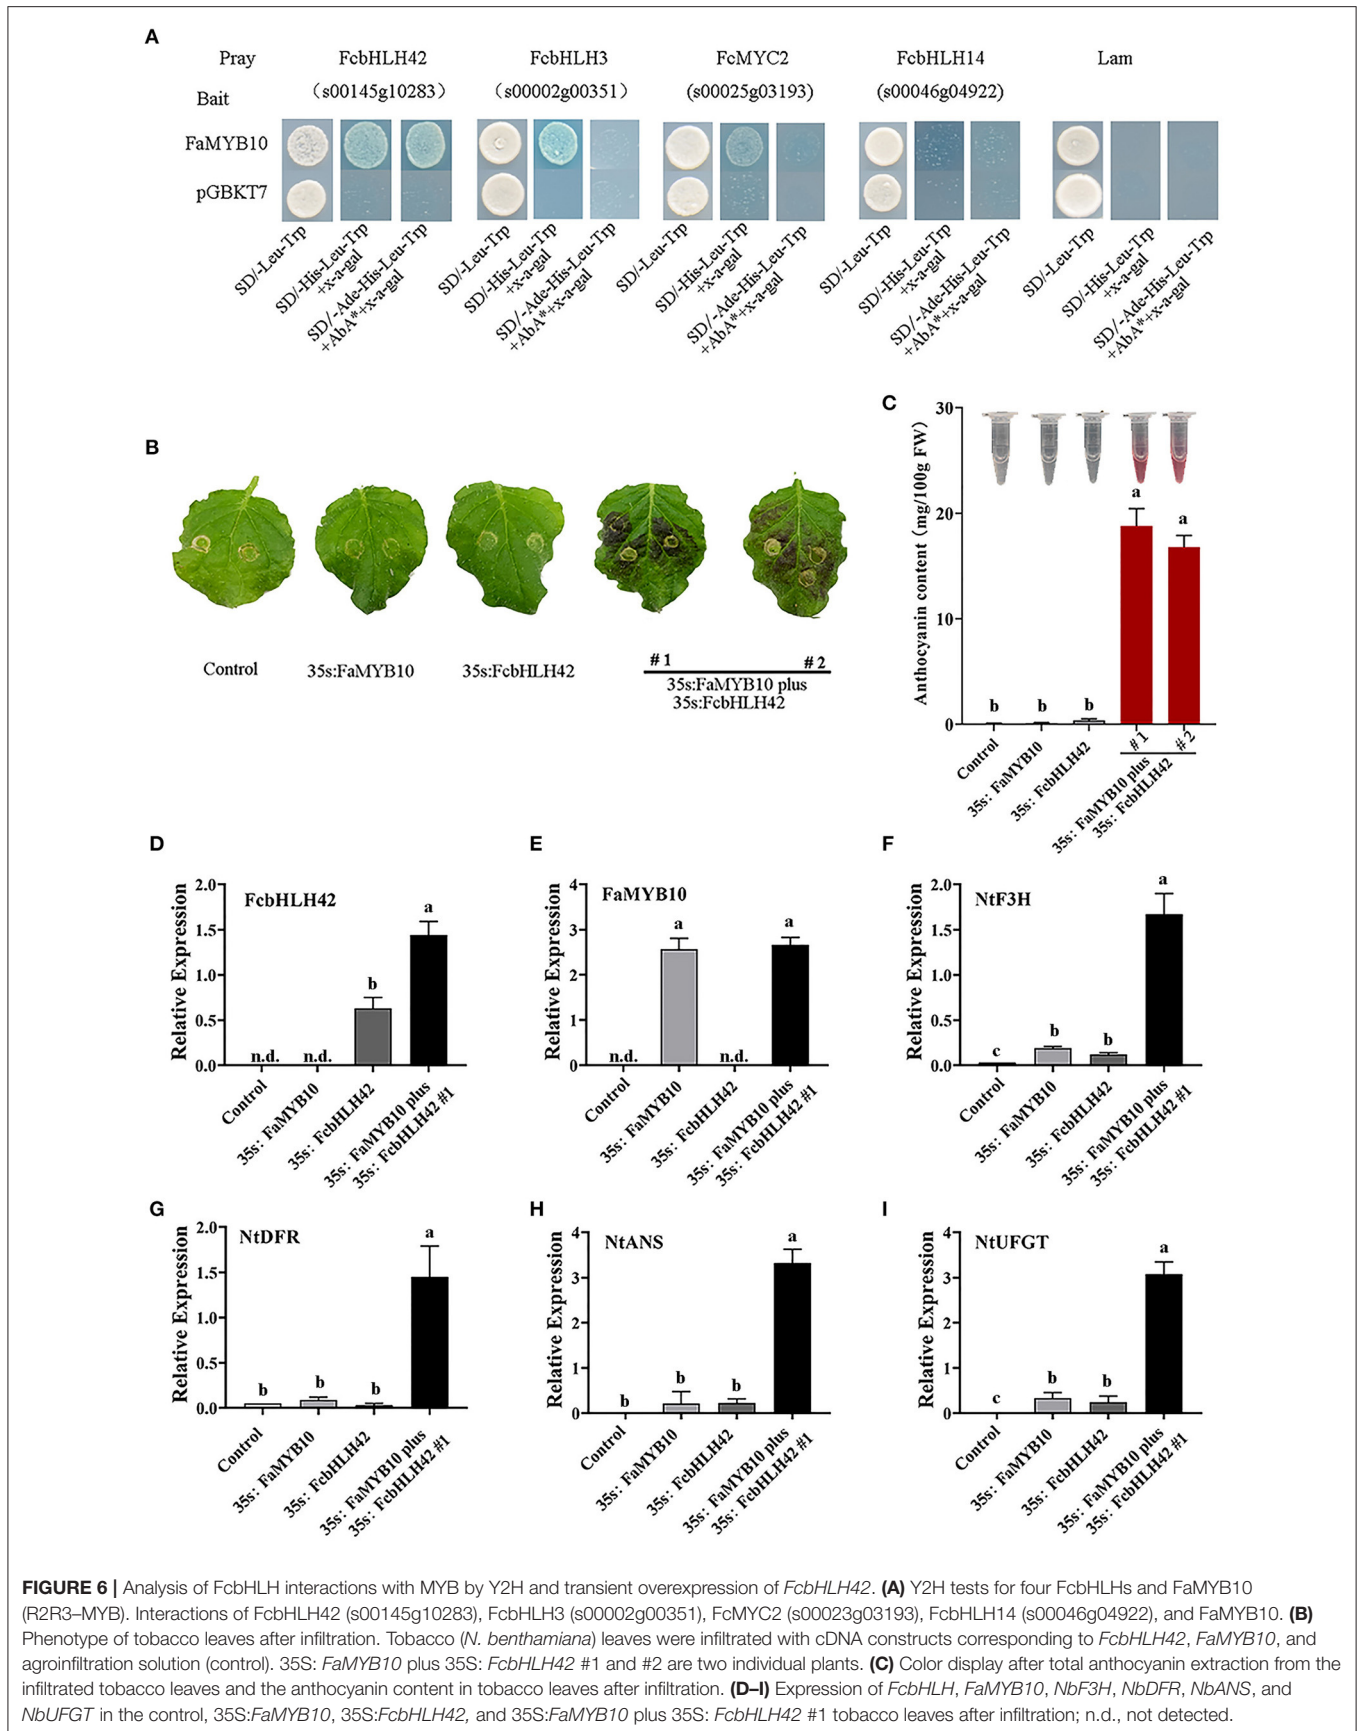 A
Pray FcbHLH42 FcbHLH3 FcMYC2 FcbHLH14 Lam
(s00145g10283) (s00002g00351) (s00025g03193) (s00046g04922)
Bait
FaMYB10
pGBKT7
SD/-Leu-Trp
SD/-His-Leu-Trp
+x-a-gal
SD/-Ade-His-Leu-Trp
+AbA*+x-a-gal
SD/-Leu-Trp
SD/-His-Leu-Trp
+x-a-gal
SD/-Ade-His-Leu-Trp
+AbA*+x-a-gal
SD/-Leu-Trp
SD/-His-Leu-Trp
+x-a-gal
SD/-Ade-His-Leu-Trp
+AbA*+x-a-gal
SD/-Leu-Trp
SD/-His-Leu-Trp
+x-a-gal
SD/-Ade-His-Leu-Trp
+AbA*+x-a-gal
SD/-Leu-Trp
SD/-His-Leu-Trp
+x-a-gal
SD/-Ade-His-Leu-Trp
+AbA*+x-a-gal
B
Control 35s:FaMYB10 35s:FcbHLH42 #1 #2
35s:FaMYB10 plus
35s:FcbHLH42
C
Anthocyanin content (mg/100g FW)
30
20
10
0
b b b a a
Control
35s: FaMYB10
35s: FcbHLH42
#1 #2
35s: FaMYB10 plus
35s: FcbHLH42
D
FcbHLH42
Relative Expression
2.0
1.5
1.0
0.5
0.0
n.d. n.d. b a
Control
35s: FaMYB10
35s: FcbHLH42
35s: FaMYB10 plus
35s: FcbHLH42 #1
E
FaMYB10
Relative Expression
4
3
2
1
0
n.d. a n.d. a
Control
35s: FaMYB10
35s: FcbHLH42
35s: FaMYB10 plus
35s: FcbHLH42 #1
F
NtF3H
Relative Expression
2.0
1.5
1.0
0.5
0.0
c b b a
Control
35s: FaMYB10
35s: FcbHLH42
35s: FaMYB10 plus
35s: FcbHLH42 #1
G
NtDFR
Relative Expression
2.0
1.5
1.0
0.5
0.0
b b b a
Control
35s: FaMYB10
35s: FcbHLH42
35s: FaMYB10 plus
35s: FcbHLH42 #1
H
NtANS
Relative Expression
4
3
2
1
0
b b b a
Control
35s: FaMYB10
35s: FcbHLH42
35s: FaMYB10 plus
35s: FcbHLH42 #1
I
NtUFGT
Relative Expression
4
3
2
1
0
c b b a
Control
35s: FaMYB10
35s: FcbHLH42
35s: FaMYB10 plus
35s: FcbHLH42 #1
FIGURE 6 | Analysis of FcbHLH interactions with MYB by Y2H and transient overexpression of FcbHLH42. (A) Y2H tests for four FcbHLHs and FaMYB10
(R2R3–MYB). Interactions of FcbHLH42 (s00145g10283), FcbHLH3 (s00002g00351), FcMYC2 (s00023g03193), FcbHLH14 (s00046g04922), and FaMYB10. (B)
Phenotype of tobacco leaves after infiltration. Tobacco (N. benthamiana) leaves were infiltrated with cDNA constructs corresponding to FcbHLH42, FaMYB10, and
agroinfiltration solution (control). 35S: FaMYB10 plus 35S: FcbHLH42 #1 and #2 are two individual plants. (C) Color display after total anthocyanin extraction from the
infiltrated tobacco leaves and the anthocyanin content in tobacco leaves after infiltration. (D–I) Expression of FcbHLH, FaMYB10, NbF3H, NbDFR, NbANS, and
NbUFGT in the control, 35S:FaMYB10, 35S:FcbHLH42, and 35S:FaMYB10 plus 35S: FcbHLH42 #1 tobacco leaves after infiltration; n.d., not detected.